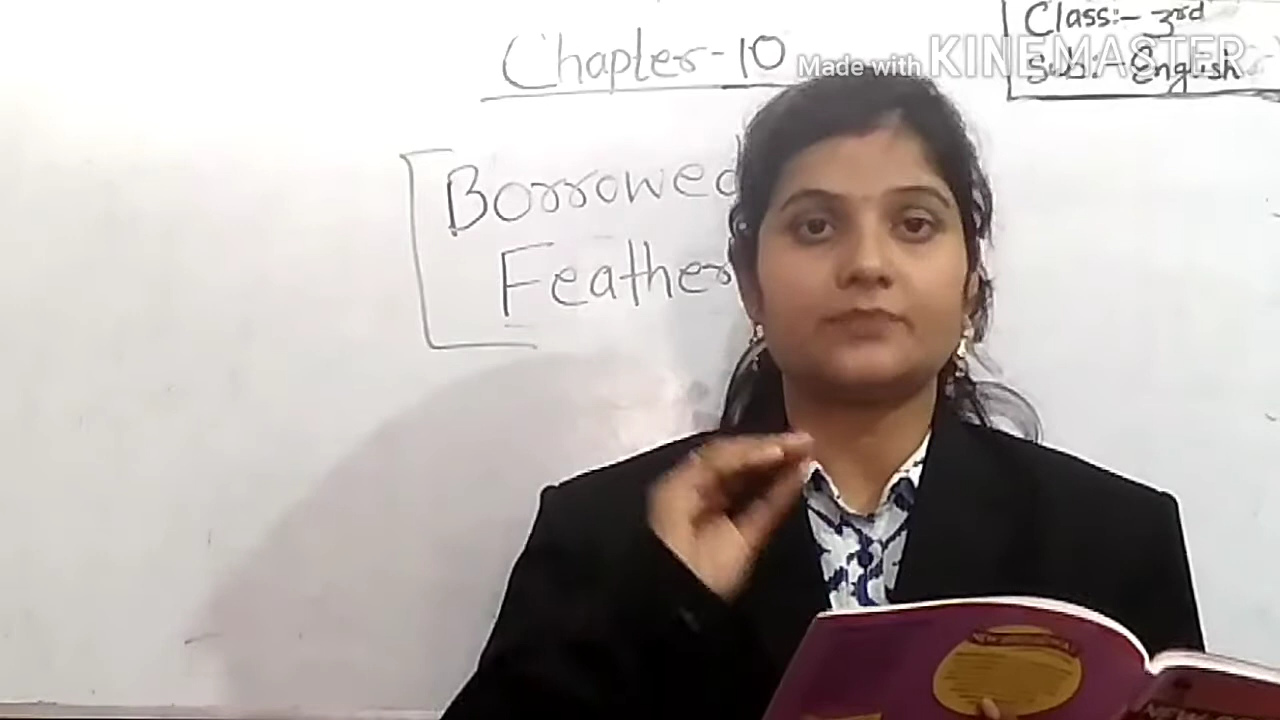 Chapter-10
Class:- 3rd
Sub:- English
Made with KINEMASTER
Borrowed
Feather